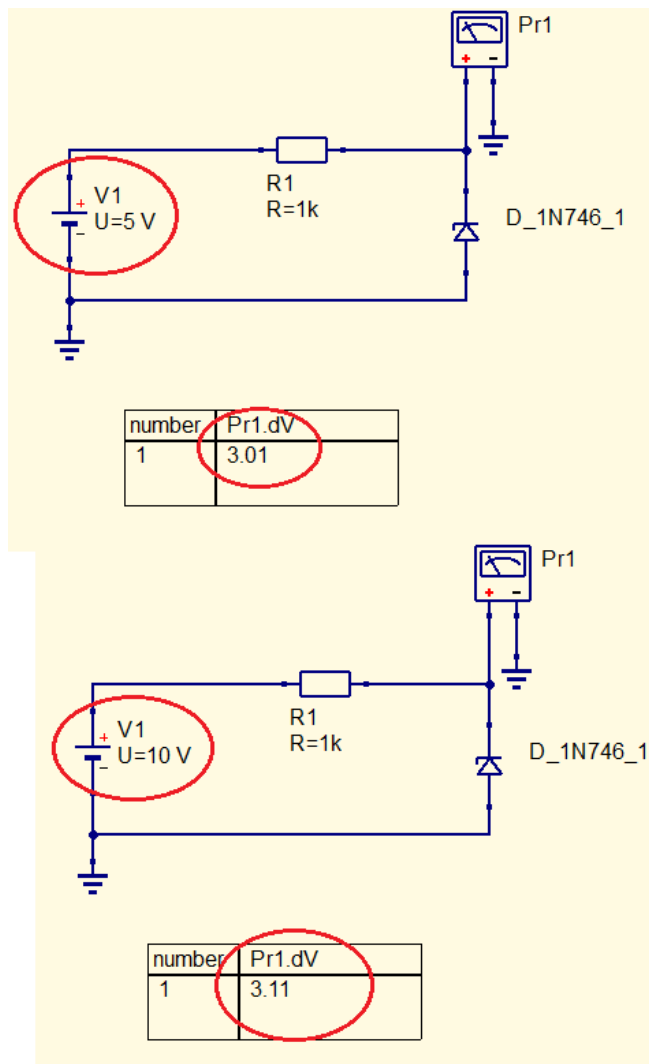 Pr1
+ -
V1
+
U=5 V
-
R1
R=1k
D_1N746_1
number Pr1.dV
1 3.01
Pr1
+ -
V1
+
U=10 V
-
R1
R=1k
D_1N746_1
number Pr1.dV
1 3.11